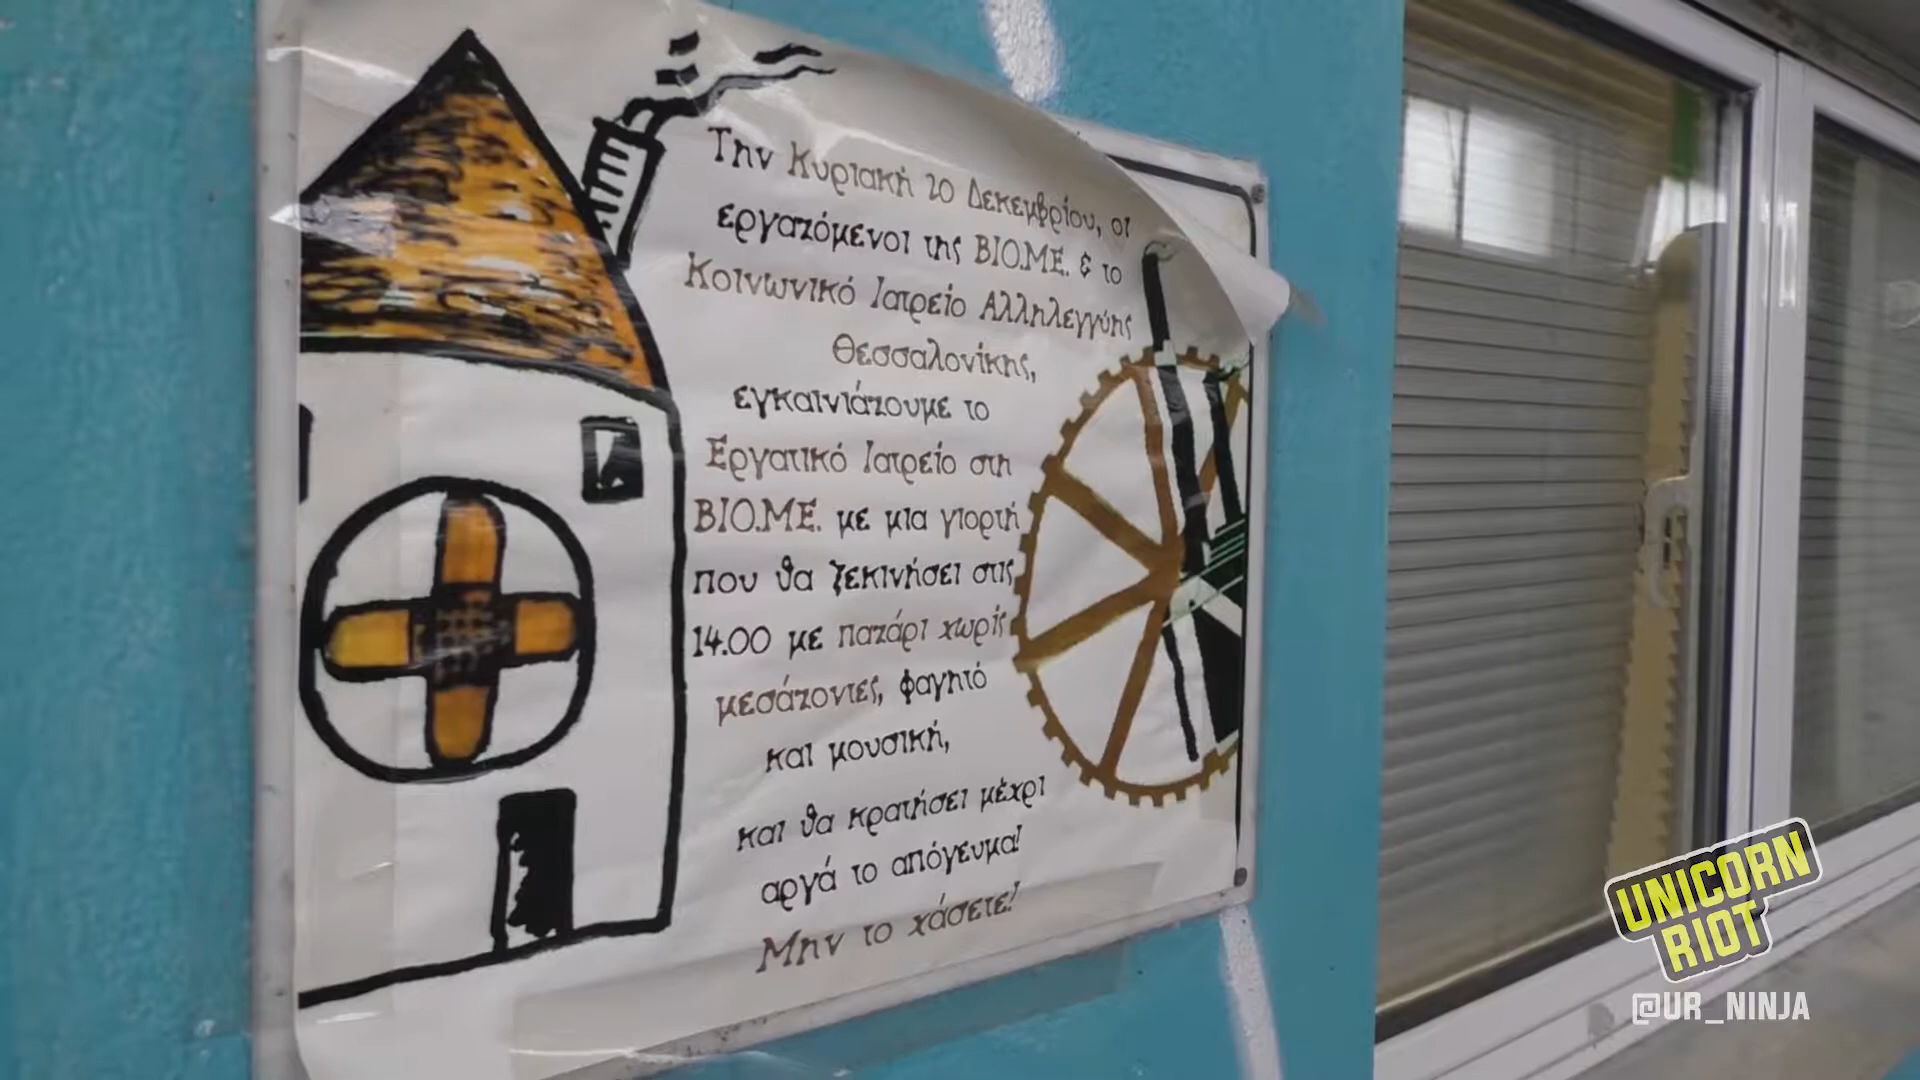 Την Κυριακή 20 Δεκεμβρίου, οι
εργαζόμενοι της ΒΙΟ.ΜΕ. & το
Κοινωνικό Ιατρείο Αλληλεγγύης
Θεσσαλονίκης,
εγκαινιάζουμε το
Εργατικό Ιατρείο στη
ΒΙΟ.ΜΕ. με μια γιορτή
που θα ξεκινήσει στις
14.00 με παζάρι χωρίς
μεσάζοντες, φαγητό
και μουσική,
και θα κρατήσει μέχρι
αργά το απόγευμα!
Μην το χάσετε!
UNICORN
RIOT
@UR_NINJA